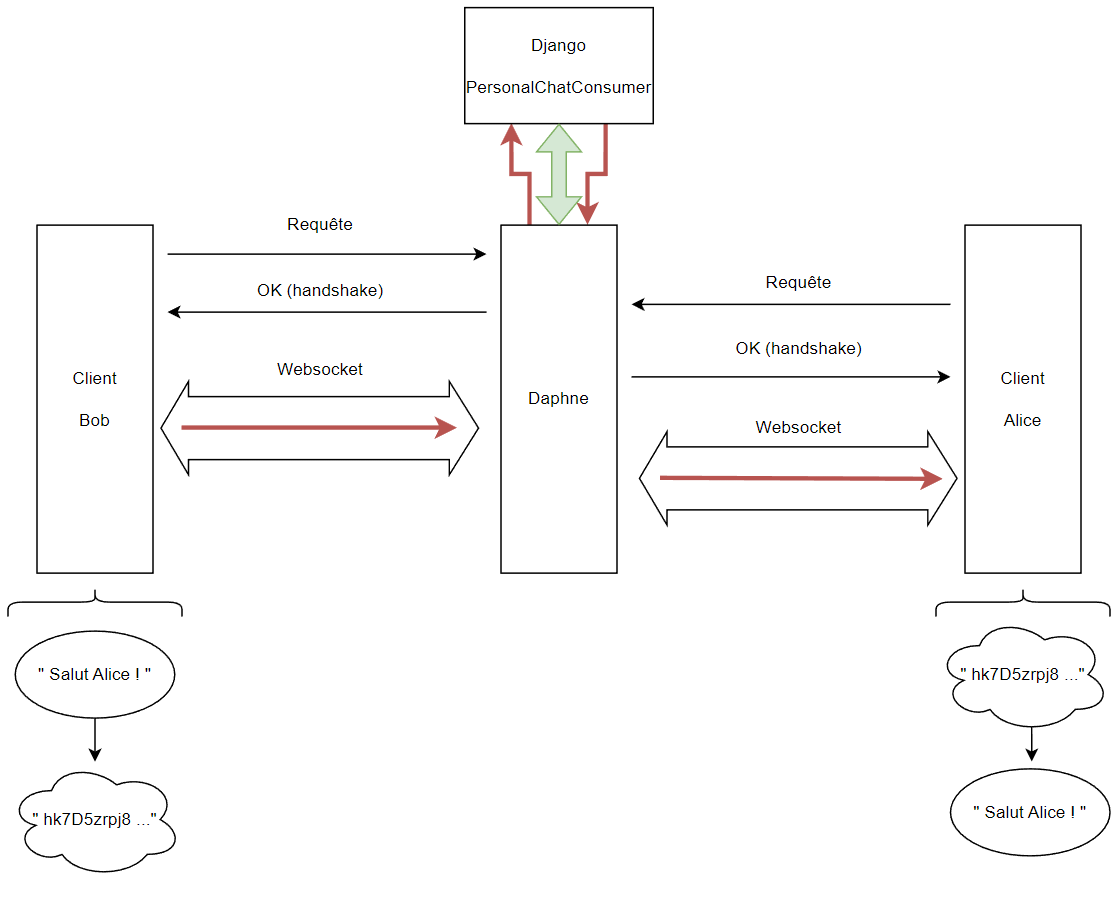 Django
PersonalChatConsumer
Requête
OK (handshake)
Websocket
Client
Bob
Daphne
Requête
OK (handshake)
Websocket
Client
Alice
" Salut Alice ! "
" hk7D5zrpj8 ..."
" hk7D5zrpj8 ..."
" Salut Alice ! "